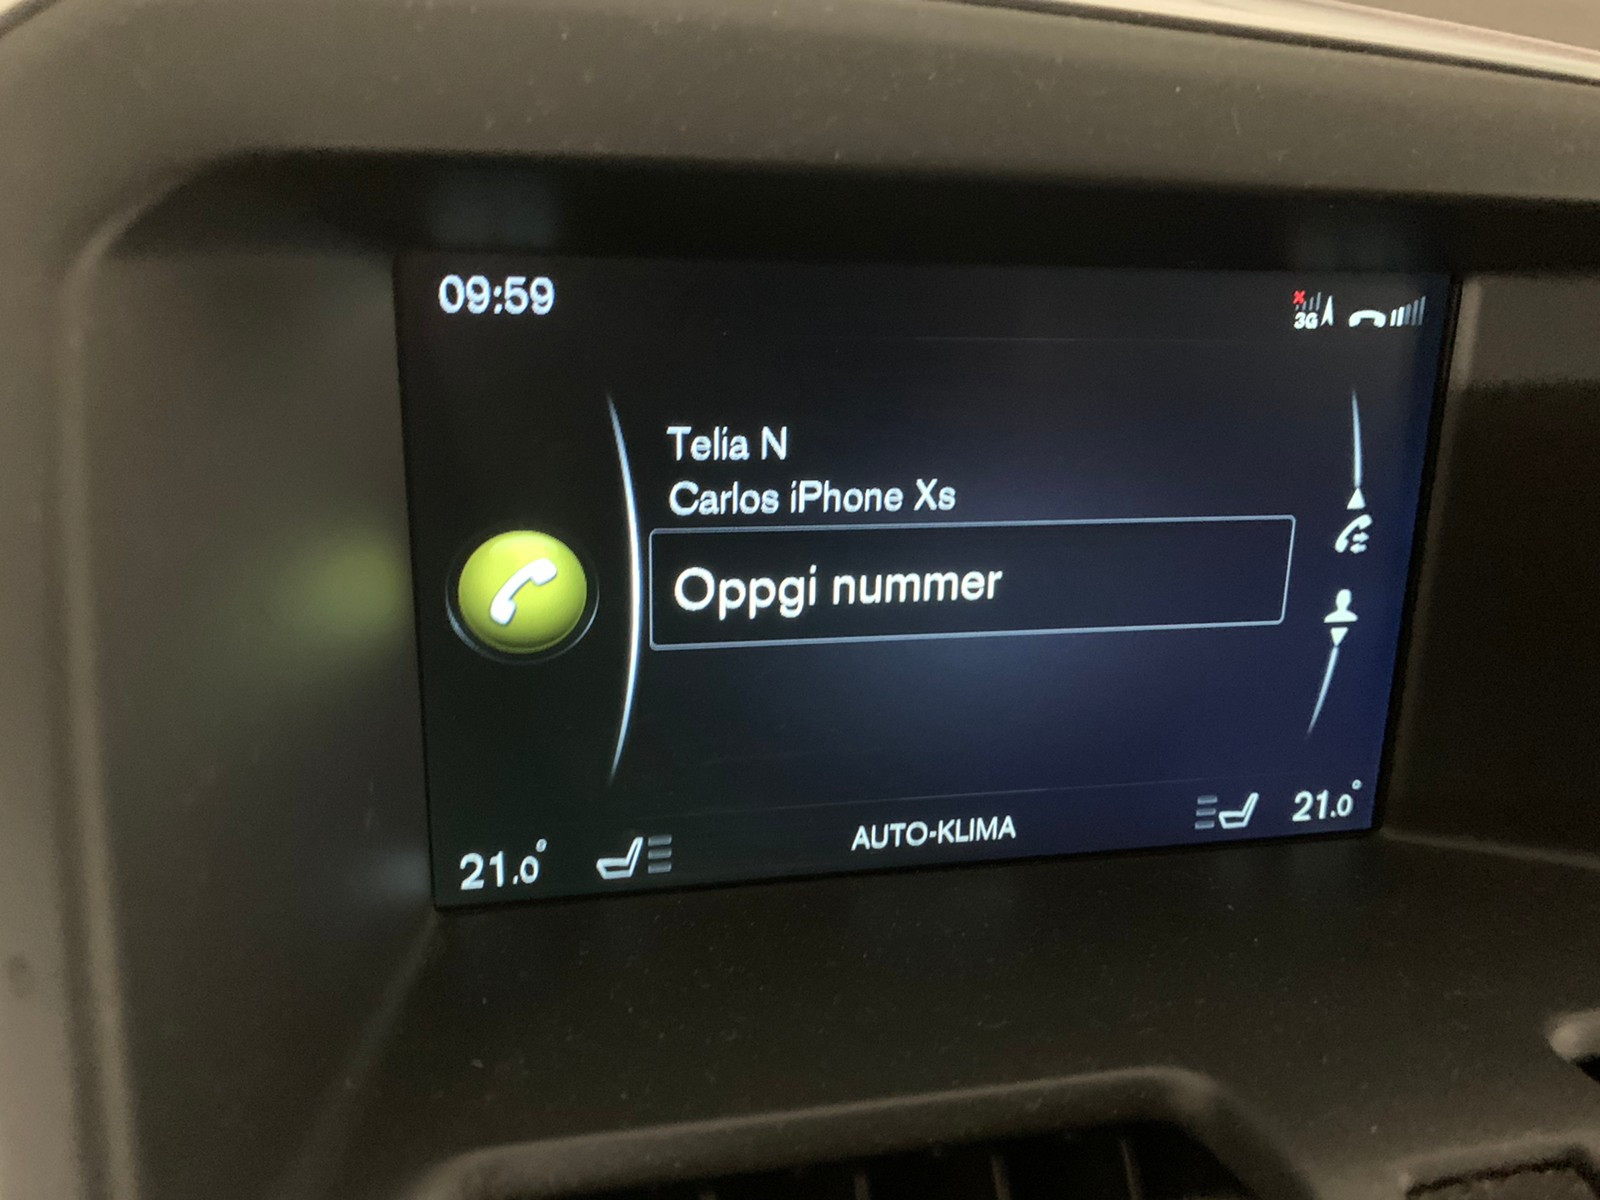 09:59
3G
Telia N
Carlos iPhone Xs
Oppgi nummer
AUTO-KLIMA
21.0°
21.0°